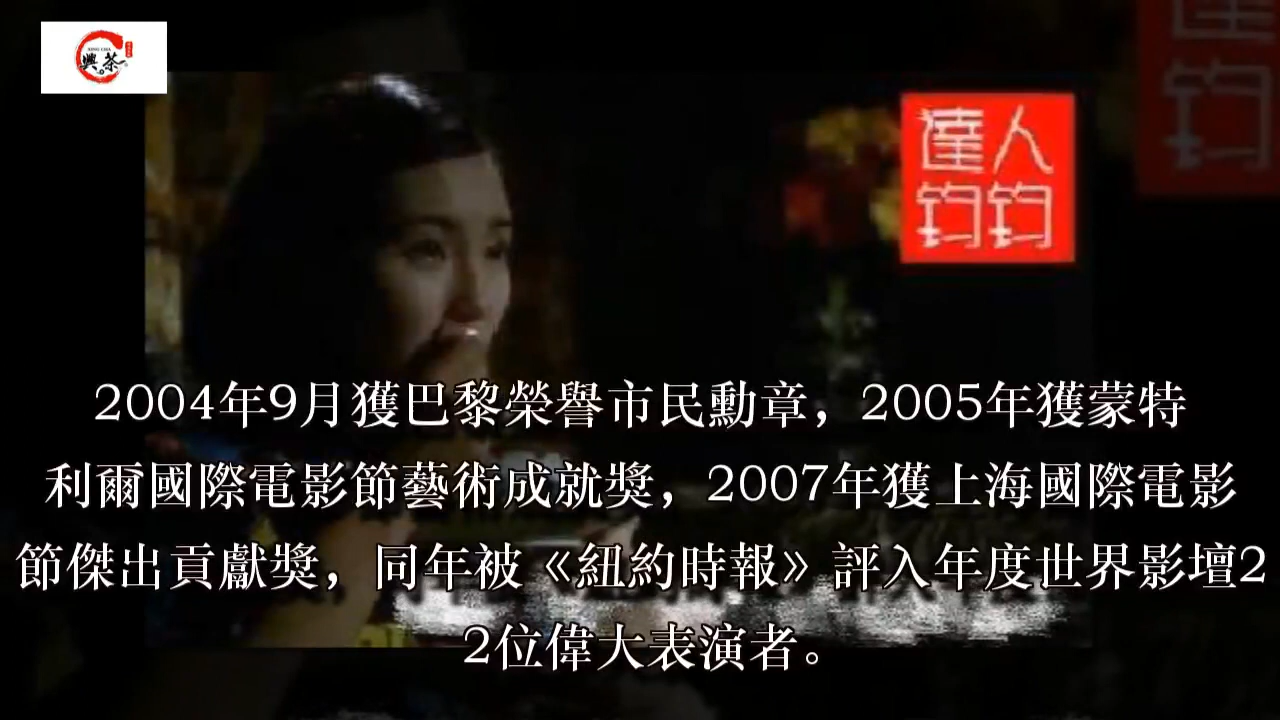 興茶
達人
鈞鈞
達
鈞
2004年9月獲巴黎榮譽市民勳章，2005年獲蒙特
利爾國際電影節藝術成就獎，2007年獲上海國際電影
節傑出貢獻獎，同年被《紐約時報》評入年度世界影壇2
2位偉大表演者。